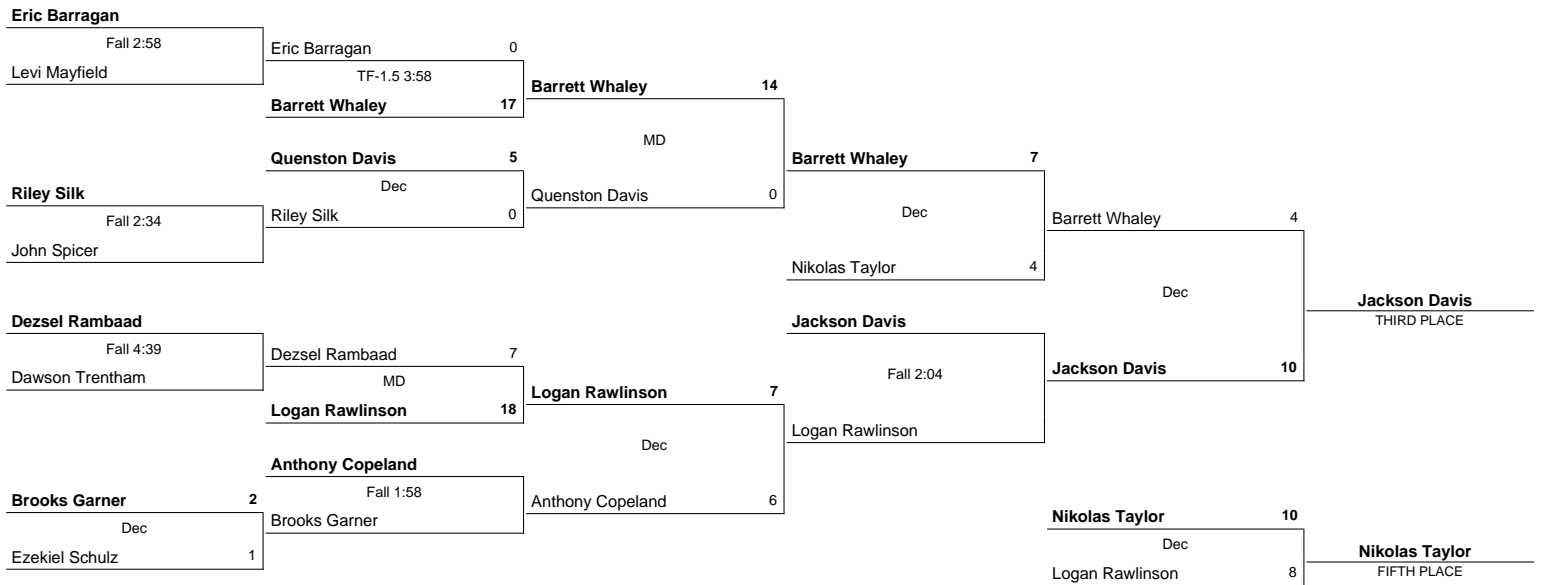 Eric Barragan
Fall 2:58
Levi Mayfield
Riley Silk
Fall 2:34
John Spicer
Dezsel Rambaad
Fall 4:39
Dawson Trentham
Brooks Garner 2
Dec
Ezekiel Schulz 1
Eric Barragan 0
TF-1.5 3:58
Barrett Whaley 17
Quenston Davis 5
Dec
Riley Silk 0
Dezsel Rambaad 7
MD
Logan Rawlinson 18
Anthony Copeland
Fall 1:58
Brooks Garner
Barrett Whaley 14
MD
Quenston Davis 0
Logan Rawlinson 7
Dec
Anthony Copeland 6
Barrett Whaley 7
Dec
Nikolas Taylor 4
Jackson Davis
Fall 2:04
Logan Rawlinson
Barrett Whaley 4
Dec
Jackson Davis 10
Jackson Davis
THIRD PLACE
Nikolas Taylor 10
Dec
Logan Rawlinson 8
Nikolas Taylor
FIFTH PLACE